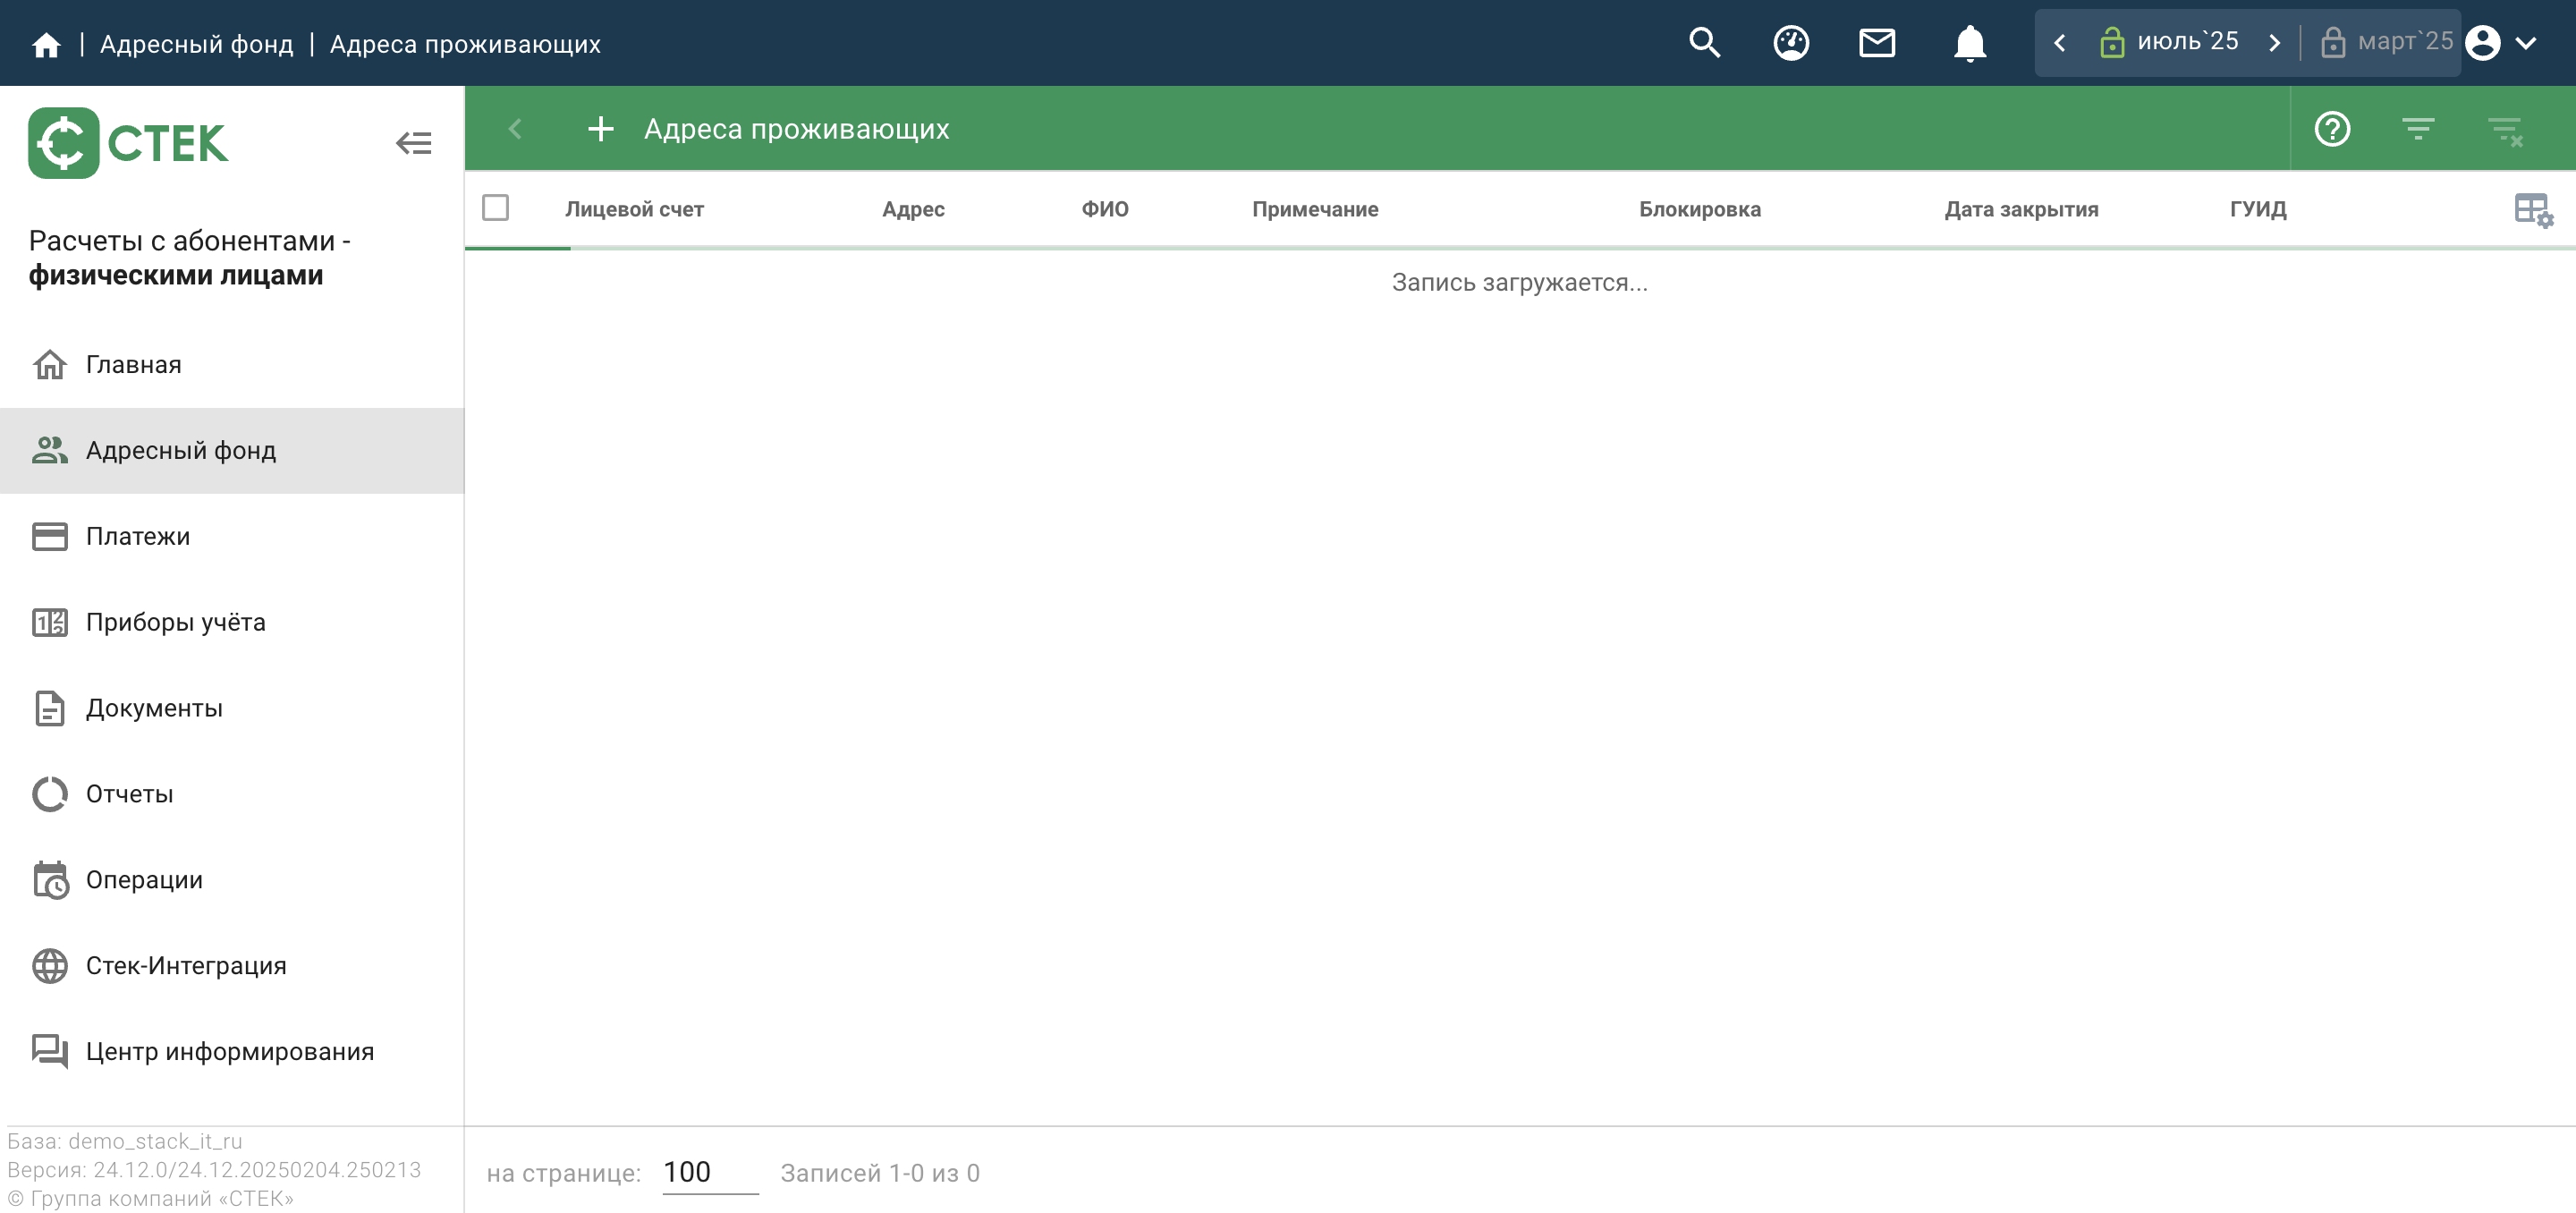 | Адресный фонд | Адреса проживающих
июль`25 | март`25
СТЕК
+ Адреса проживающих
Расчеты с абонентами -
физическими лицами
Лицевой счет Адрес ФИО Примечание Блокировка Дата закрытия ГУИД
Запись загружается...
Главная
Адресный фонд
Платежи
Приборы учёта
Документы
Отчеты
Операции
Стек-Интеграция
Центр информирования
База: demo_stack_it_ru
Версия: 24.12.0/24.12.20250204.250213
© Группа компаний «СТЕК»
на странице: 100 Записей 1-0 из 0